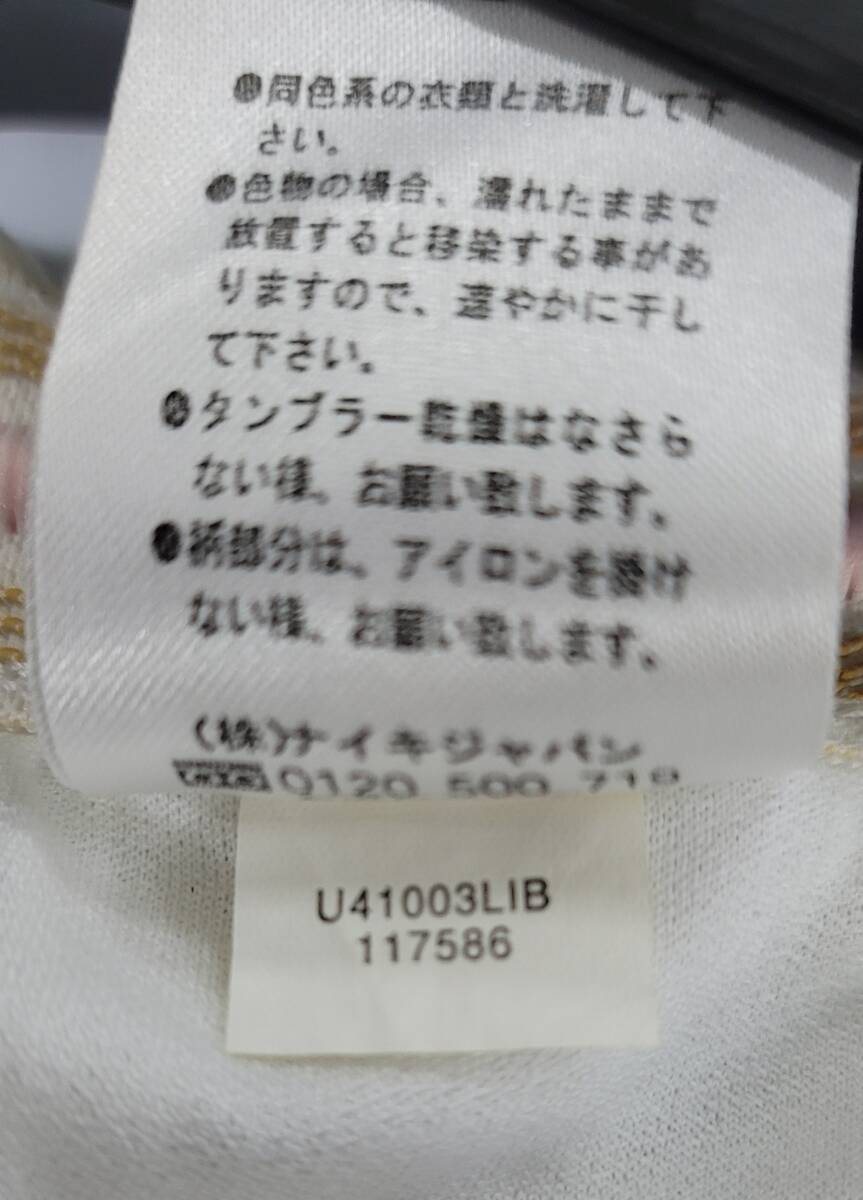 ●同色系の衣類と洗濯して下
さい。
●色物の場合、濡れたままで
放置すると移染する事があ
りますので、速やかに干し
て下さい。
●タンブラー乾燥はなさら
ない様、お願い致します。
●柄部分は、アイロンを掛け
ない様、お願い致します。
(株)ナイキジャパン
0120 500 719
U41003LIB
117586